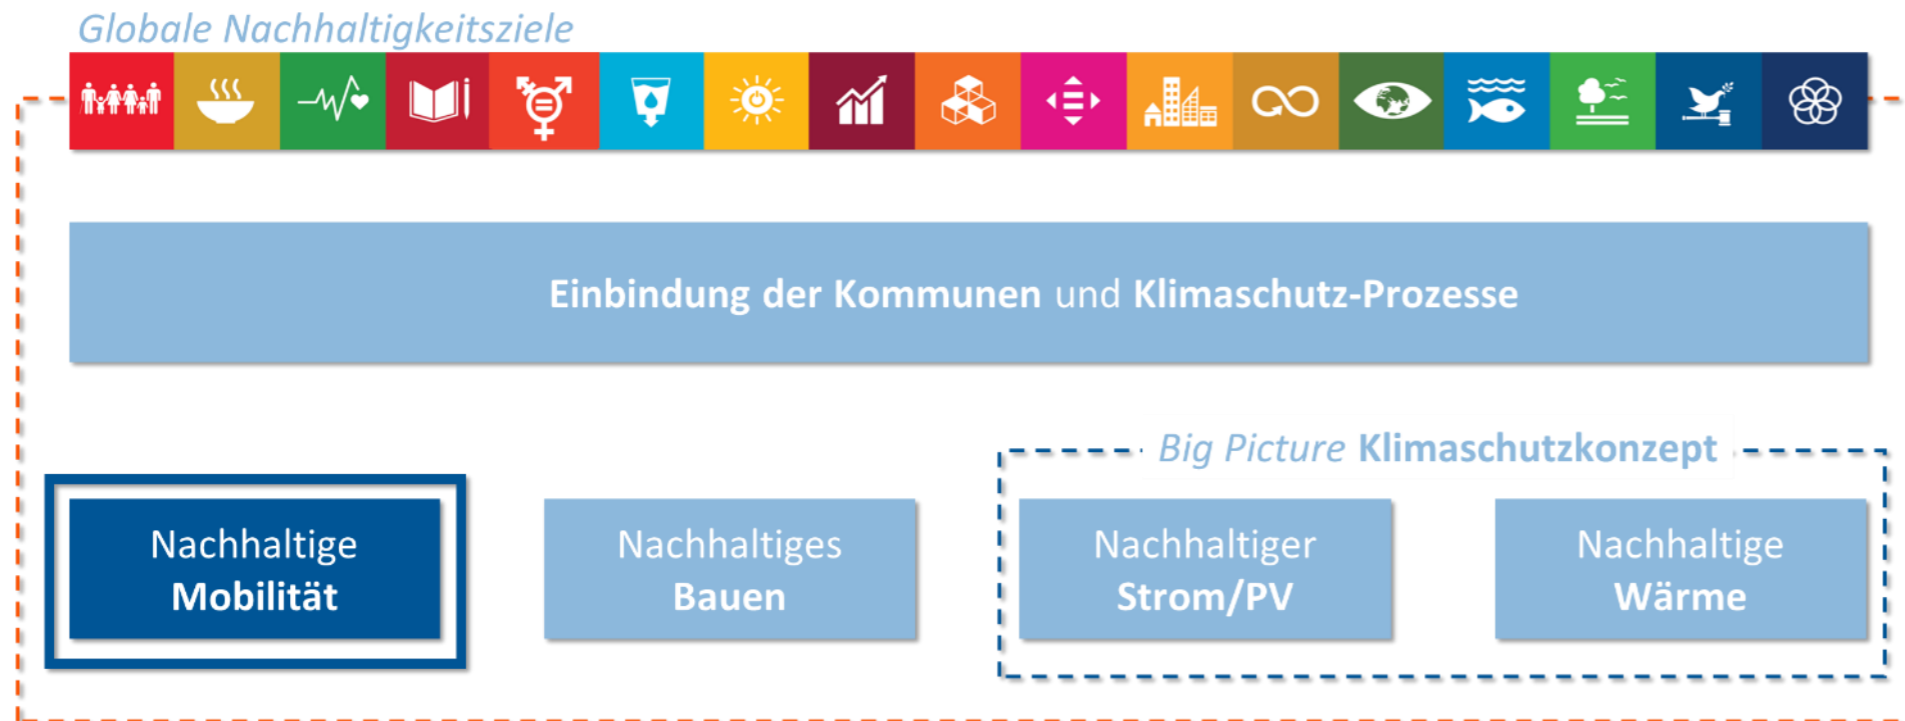 Globale Nachhaltigkeitsziele
Einbindung der Kommunen und Klimaschutz-Prozesse
Big Picture Klimaschutzkonzept
Nachhaltige
Mobilität
Nachhaltiges
Bauen
Nachhaltiger
Strom/PV
Nachhaltige
Wärme